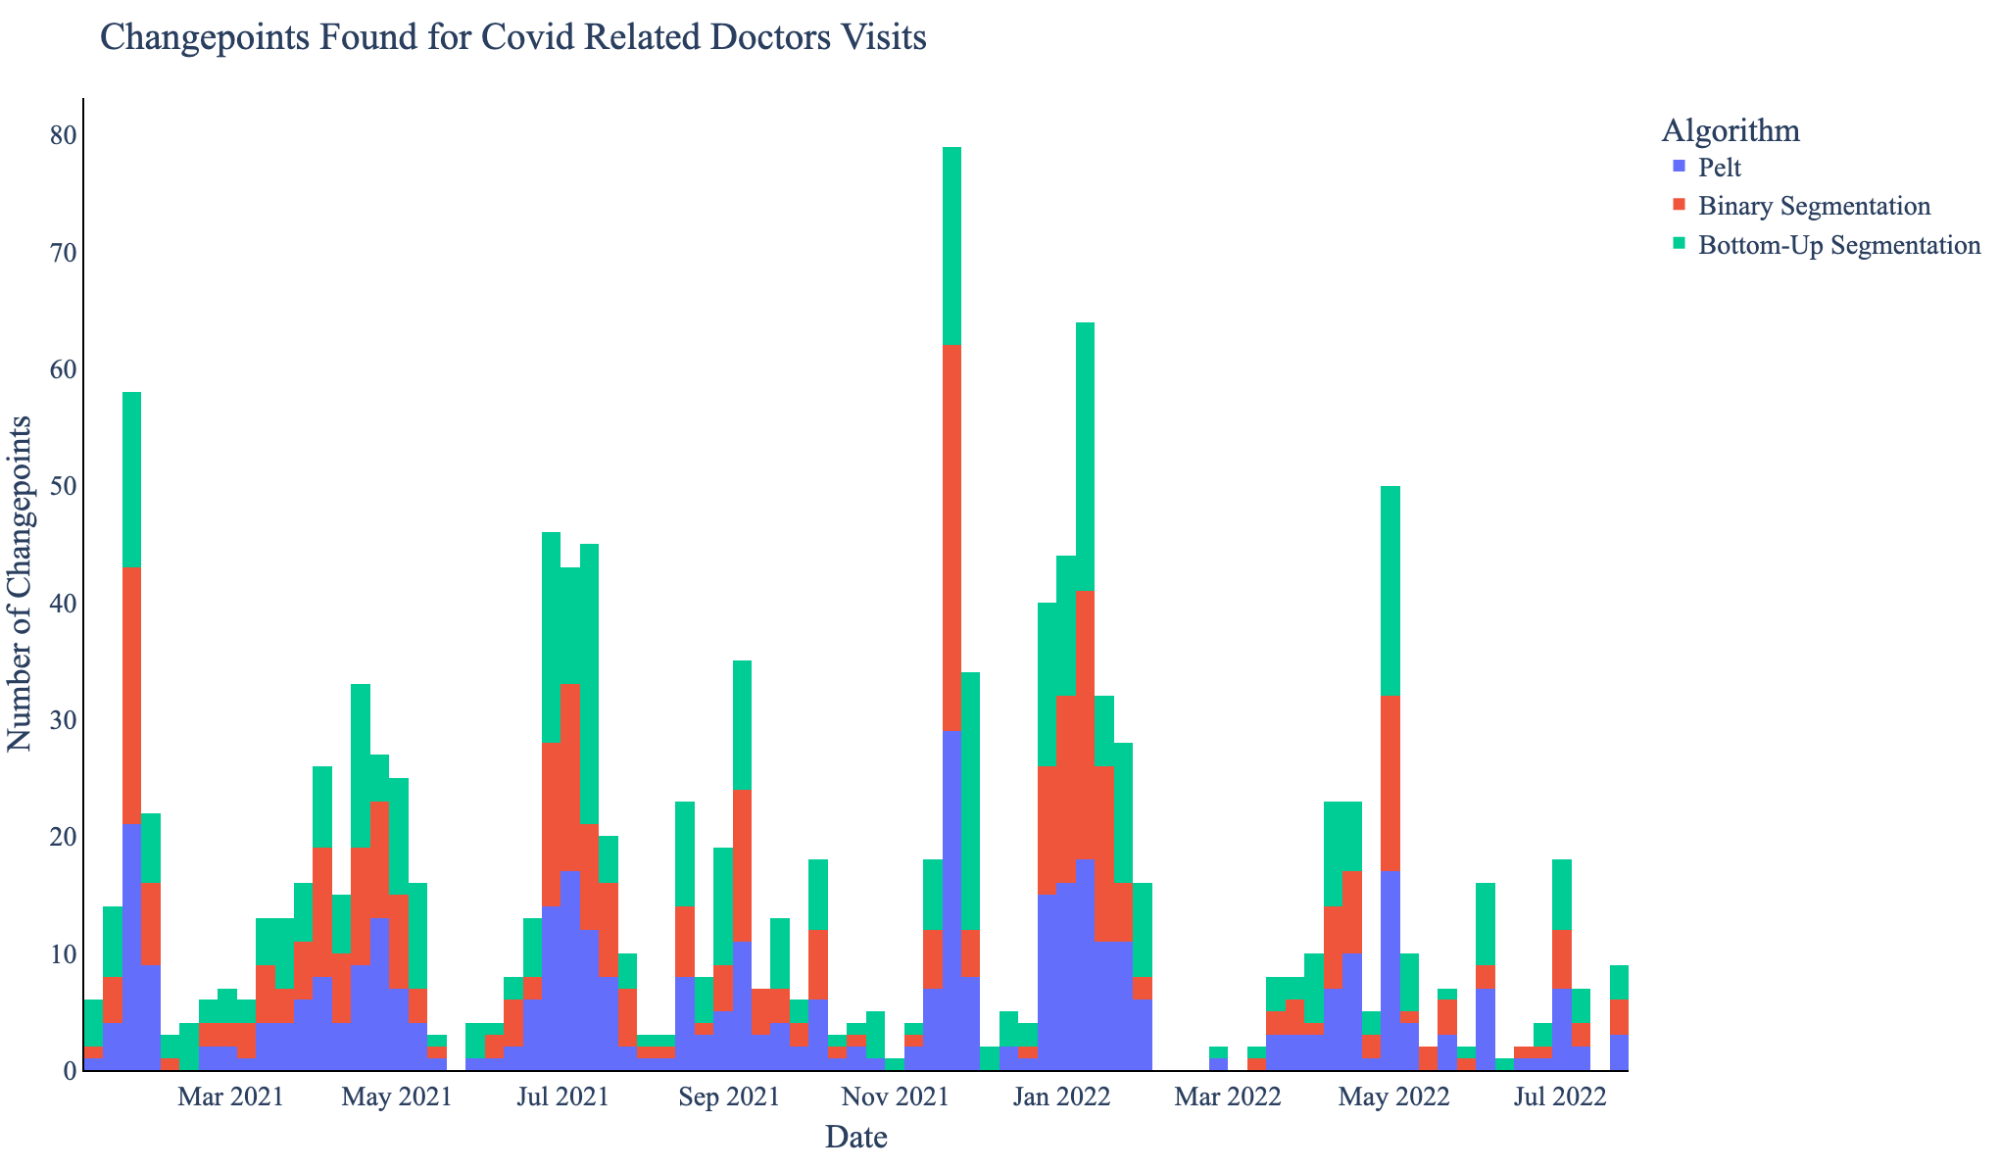 Changepoints Found for Covid Related Doctors Visits
Number of Changepoints
80
70
60
50
40
30
20
10
0
Mar 2021
May 2021
Jul 2021
Sep 2021
Nov 2021
Jan 2022
Mar 2022
May 2022
Jul 2022
Date
Algorithm
Pelt
Binary Segmentation
Bottom-Up Segmentation